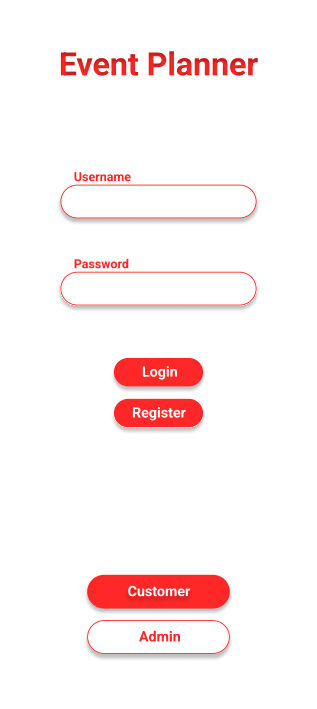 Event Planner
Username
Password
Login
Register
Customer
Admin